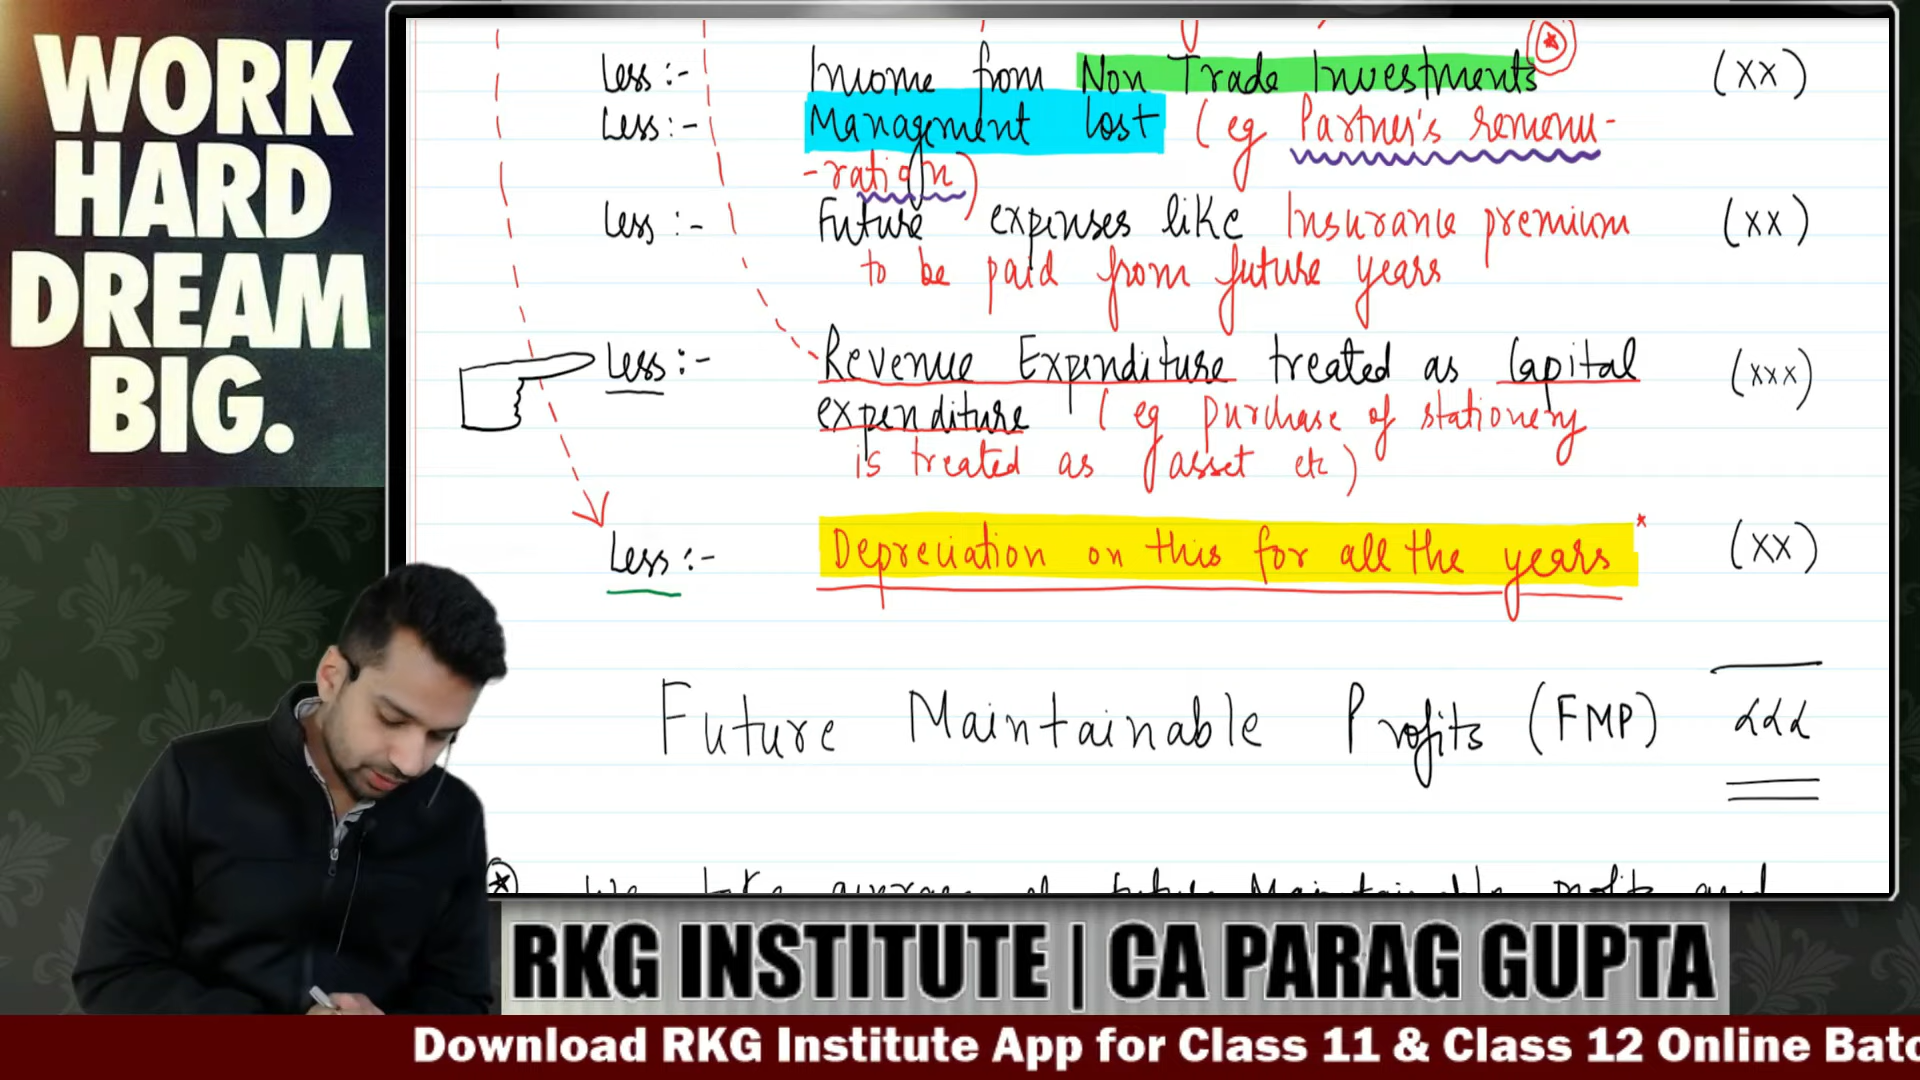 WORK
HARD
DREAM
BIG.
Less :- Income from Non Trade Investments (xx)
Less :- Management Cost (eg Partner's remenu-
-ration)
Less :- Future expenses like Insurance premium (xx)
to be paid from future years
Less :- Revenue Expenditure treated as Capital (xxx)
expenditure (eg purchase of stationery
is treated as asset etc)
Less :- Depreciation on this for all the years* (xx)
Future Maintainable Profits (FMP)
RKG INSTITUTE | CA PARAG GUPTA
Download RKG Institute App for Class 11 & Class 12 Online Batc